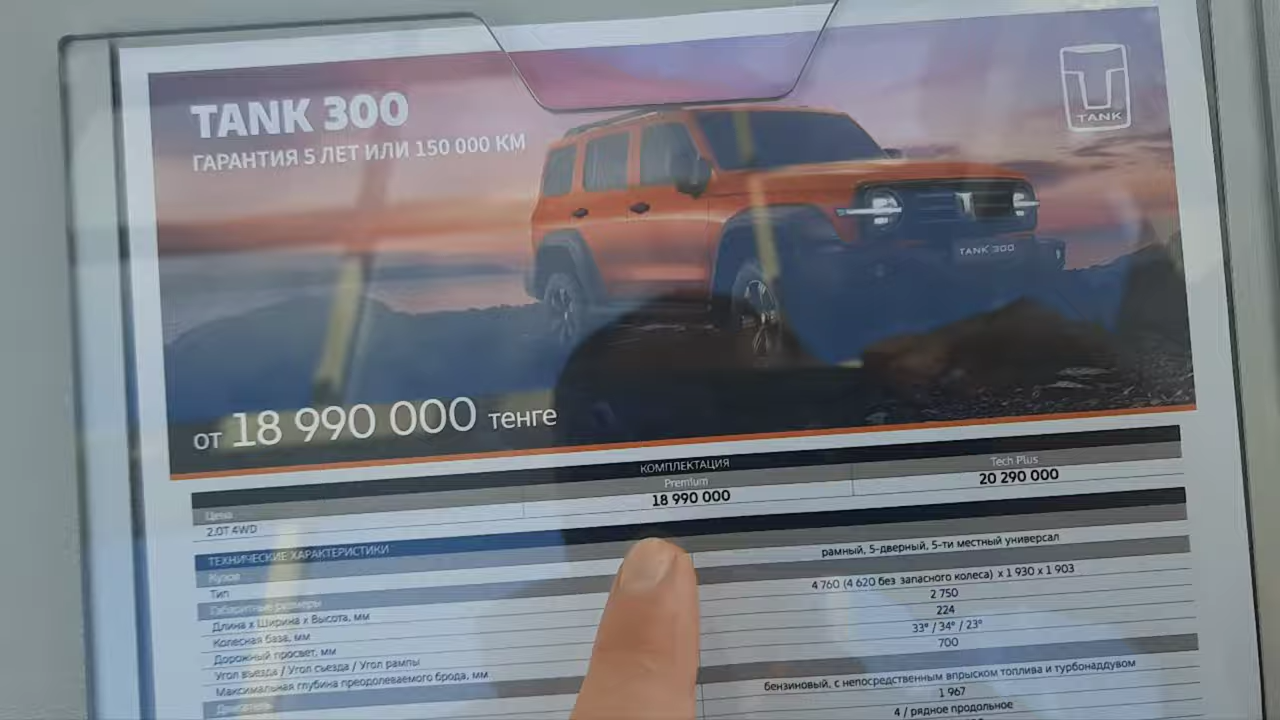 TANK 300
ГАРАНТИЯ 5 ЛЕТ ИЛИ 150 000 КМ
TANK
TANK 300
от 18 990 000 тенге
КОМПЛЕКТАЦИЯ
Цена Premium Tech Plus
2.0T 4WD 18 990 000 20 290 000
ТЕХНИЧЕСКИЕ ХАРАКТЕРИСТИКИ
Кузов
Тип рамный, 5-дверный, 5-ти местный универсал
Габаритные размеры
Длина x Ширина x Высота, мм 4 760 (4 620 без запасного колеса) x 1 930 x 1 903
Колесная база, мм 2 750
Дорожный просвет, мм 224
Угол въезда / Угол съезда / Угол рампы 33° / 34° / 23°
Максимальная глубина преодолеваемого брода, мм 700
Двигатель
бензиновый, с непосредственным впрыском топлива и турбонаддувом
1 967
4 / рядное продольное